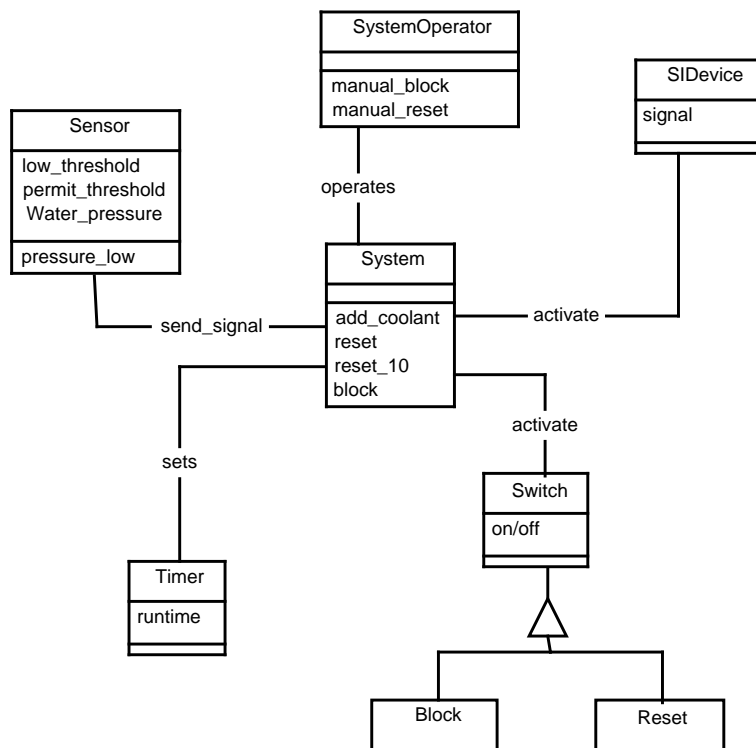 SystemOperator
manual_block
manual_reset
SIDevice
signal
Sensor
low_threshold
permit_threshold
Water_pressure
pressure_low
operates
System
add_coolant
reset
reset_10
block
send_signal
activate
activate
sets
Switch
on/off
Timer
runtime
Block
Reset